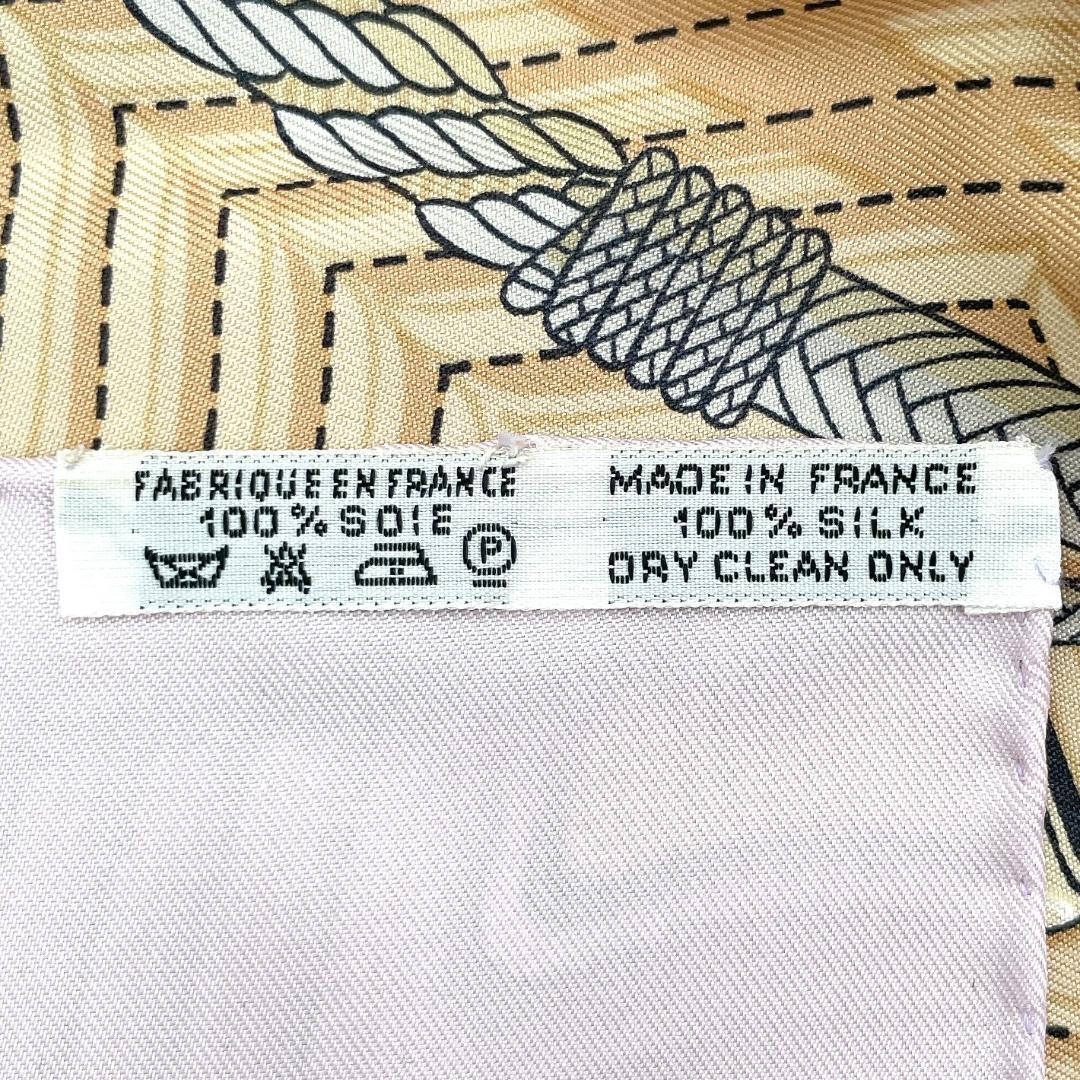 FABRIQUE EN FRANCE
100% SOIE
P
MADE IN FRANCE
100% SILK
DRY CLEAN ONLY